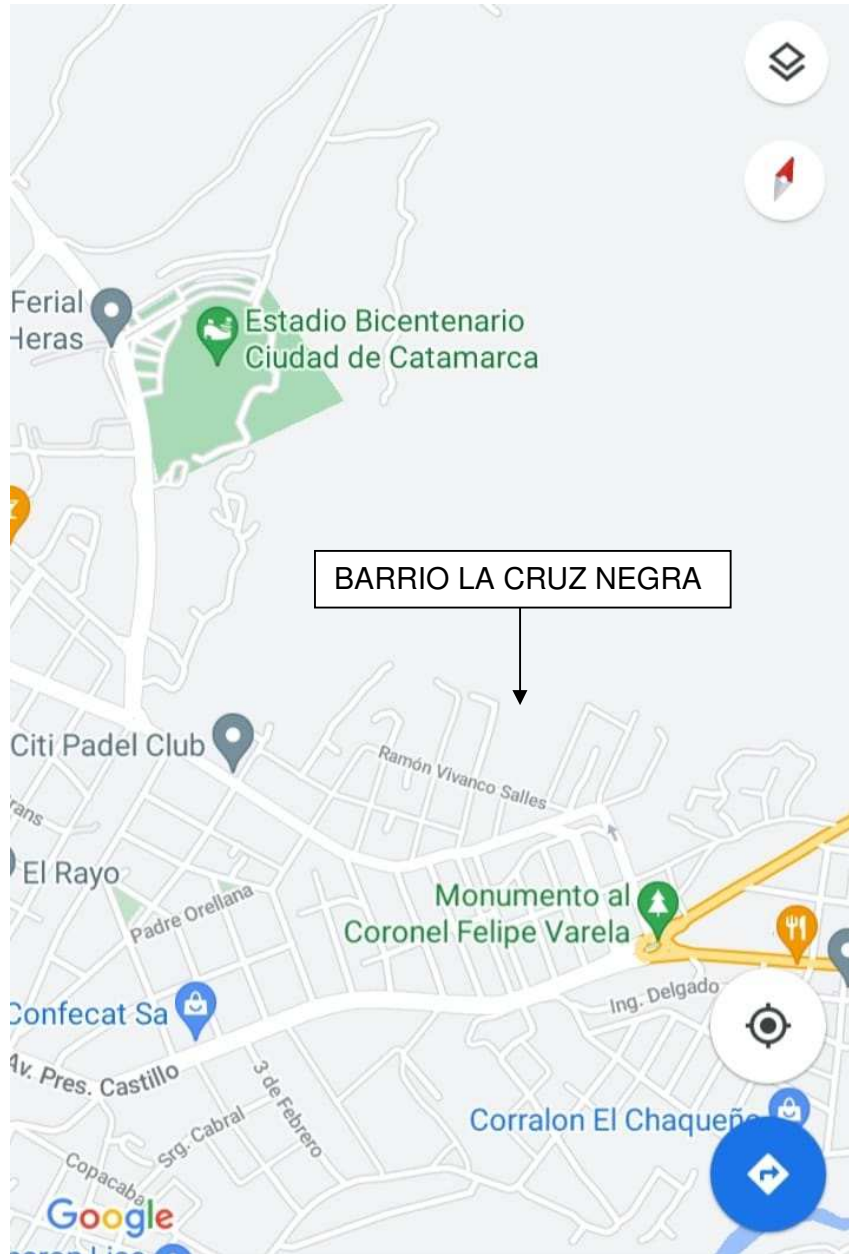 Ferial
Heras
Estadio Bicentenario
Ciudad de Catamarca
BARRIO LA CRUZ NEGRA
Citi Padel Club
Ramón Vivanco Salles
rans
El Rayo
Padre Orellana
Monumento al
Coronel Felipe Varela
Ing. Delgado
Confecat Sa
Av. Pres. Castillo
3 de Febrero
Srg. Cabral
Corralon El Chaqueño
Copacaba
Google